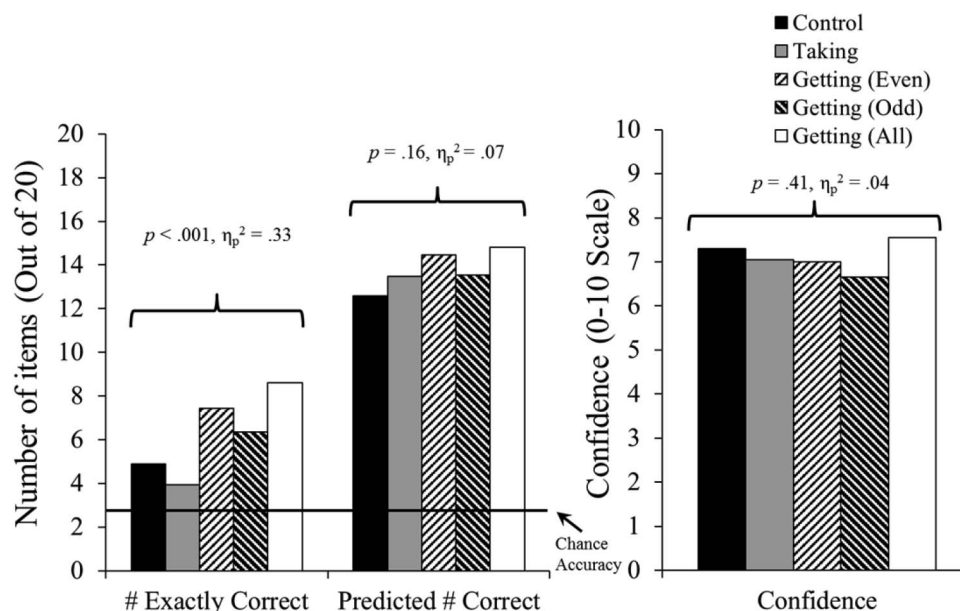 Control
Taking
Getting (Even)
Getting (Odd)
Getting (All)
Number of items (Out of 20)
20
18
16
14
12
10
8
6
4
2
0
p < .001, ηp² = .33
p = .16, ηp² = .07
Chance
Accuracy
# Exactly Correct
Predicted # Correct
Confidence (0-10 Scale)
10
9
8
7
6
5
4
3
2
1
0
p = .41, ηp² = .04
Confidence